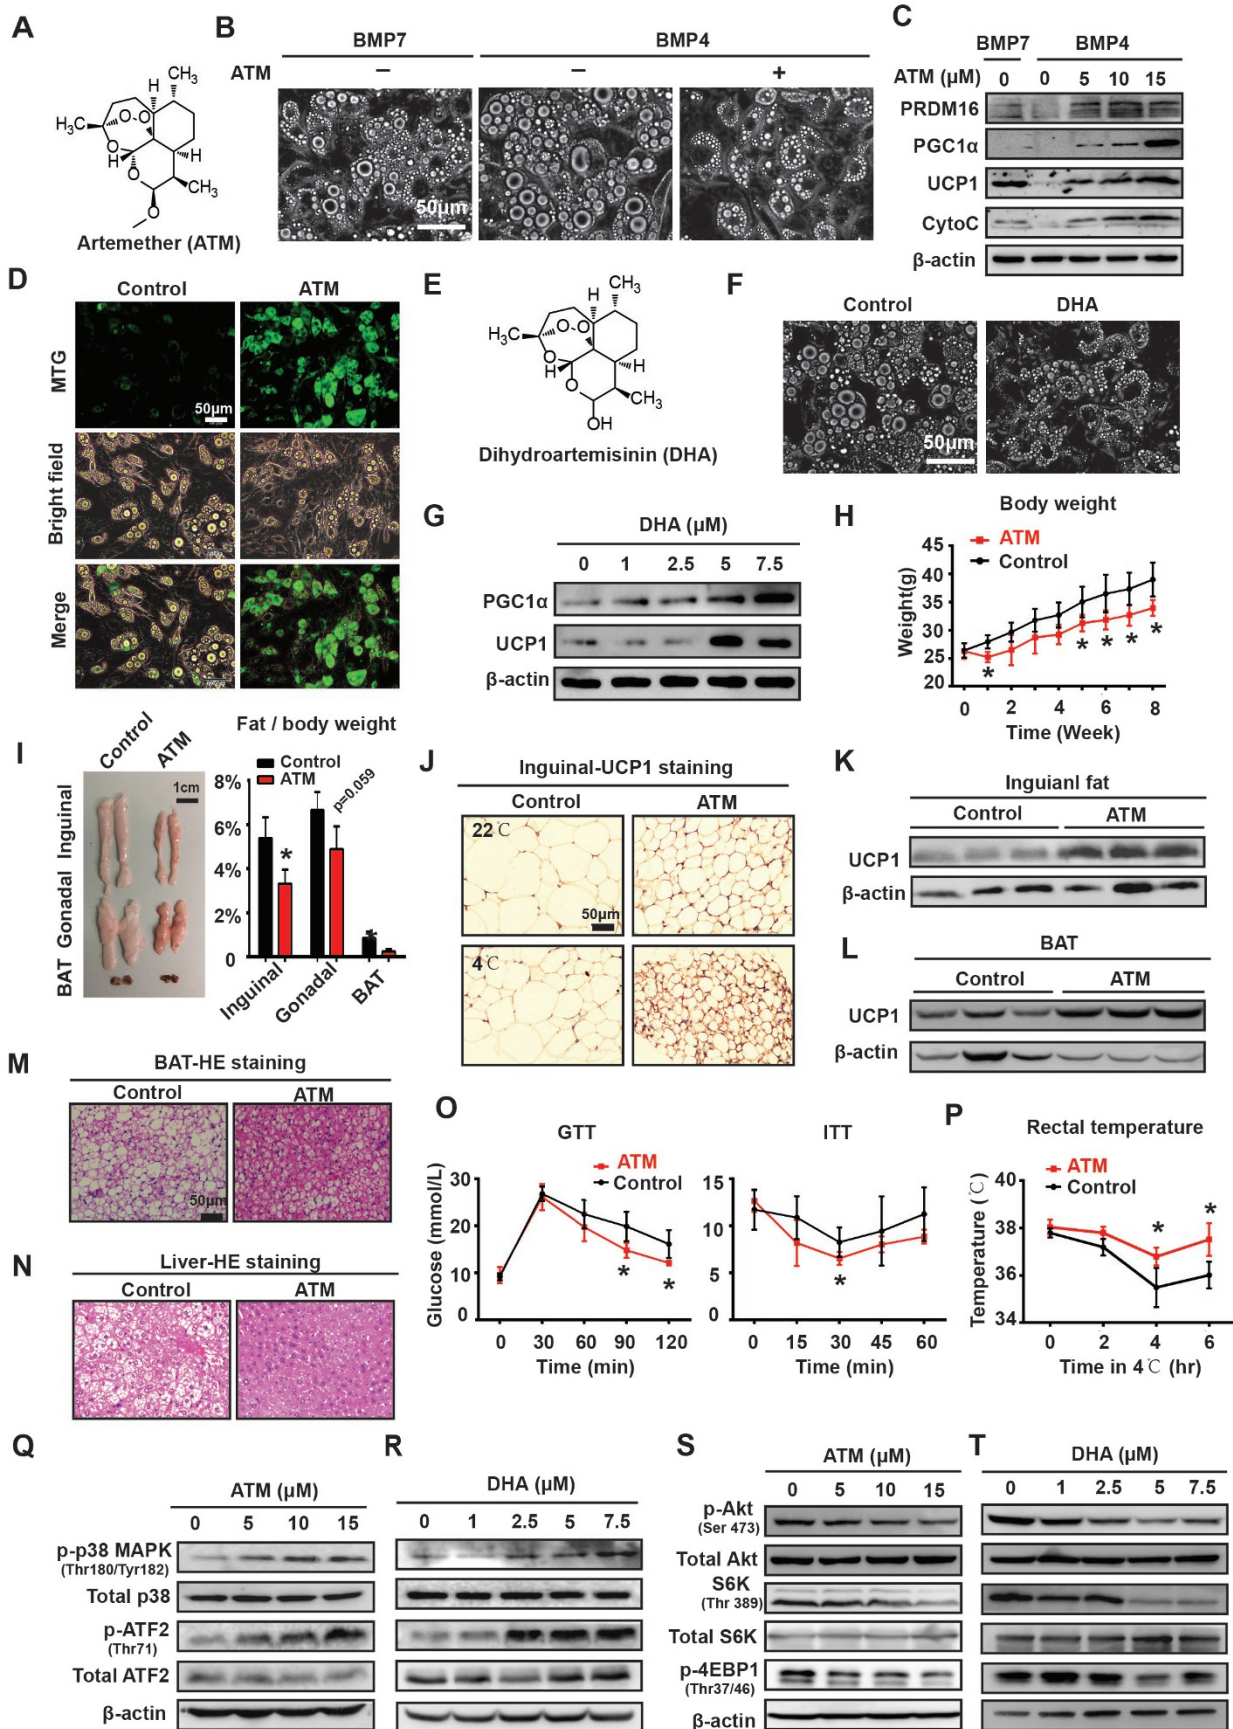 A
H
CH₃
H₃C
O
O
O
H
H
O
CH₃
O
Artemether (ATM)
B
BMP7 BMP4
ATM − − +
50µm
C
BMP7 BMP4
ATM (µM) 0 0 5 10 15
PRDM16
PGC1α
UCP1
CytoC
β-actin
D
Control ATM
MTG
50µm
Bright field
Merge
E
H
CH₃
H₃C
O
O
O
H
H
O
CH₃
OH
Dihydroartemisinin (DHA)
F
Control DHA
50µm
G
DHA (µM)
0 1 2.5 5 7.5
PGC1α
UCP1
β-actin
H
Body weight
ATM
Control
Weight(g)
45
40
35
30
25
20
* * * * *
0 2 4 6 8
Time (Week)
I
Control ATM
1cm
Inguinal
Gonadal
BAT
Fat / body weight
Control
ATM
8%
6%
4%
2%
0
*
p=0.059
*
Inguinal Gonadal BAT
J
Inguinal-UCP1 staining
Control ATM
22℃
50µm
4℃
K
Inguianl fat
Control ATM
UCP1
β-actin
L
BAT
Control ATM
UCP1
β-actin
M
BAT-HE staining
Control ATM
50µm
N
Liver-HE staining
Control ATM
O
GTT
ATM
Control
Glucose (mmol/L)
30
20
10
0
* *
0 30 60 90 120
Time (min)
ITT
15
10
5
0
*
0 15 30 45 60
Time (min)
P
Rectal temperature
ATM
Control
Temperature (℃)
40
38
36
34
* *
0 2 4 6
Time in 4℃ (hr)
Q
ATM (µM)
0 5 10 15
p-p38 MAPK
(Thr180/Tyr182)
Total p38
p-ATF2
(Thr71)
Total ATF2
β-actin
R
DHA (µM)
0 1 2.5 5 7.5
S
ATM (µM)
0 5 10 15
p-Akt
(Ser 473)
Total Akt
S6K
(Thr 389)
Total S6K
p-4EBP1
(Thr37/46)
β-actin
T
DHA (µM)
0 1 2.5 5 7.5